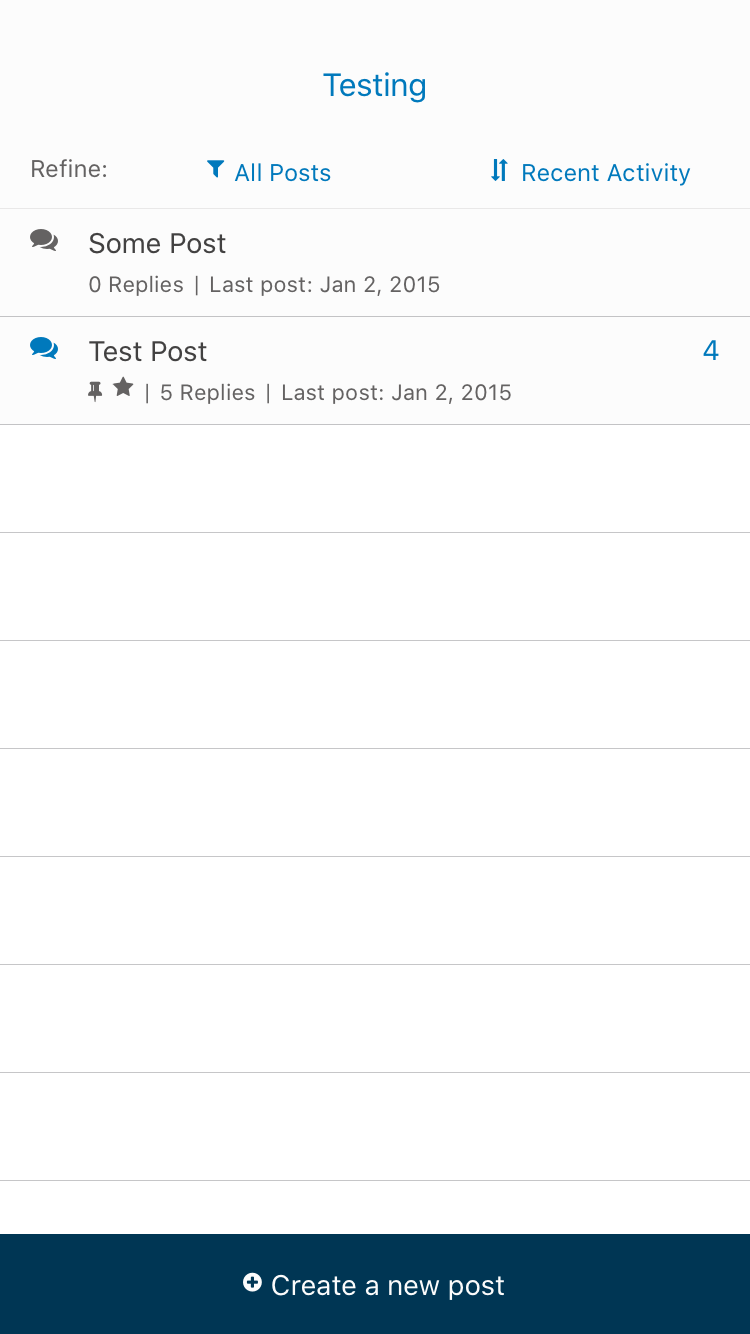 Testing
Refine: All Posts Recent Activity
Some Post
0 Replies | Last post: Jan 2, 2015
Test Post 4
| 5 Replies | Last post: Jan 2, 2015
Create a new post